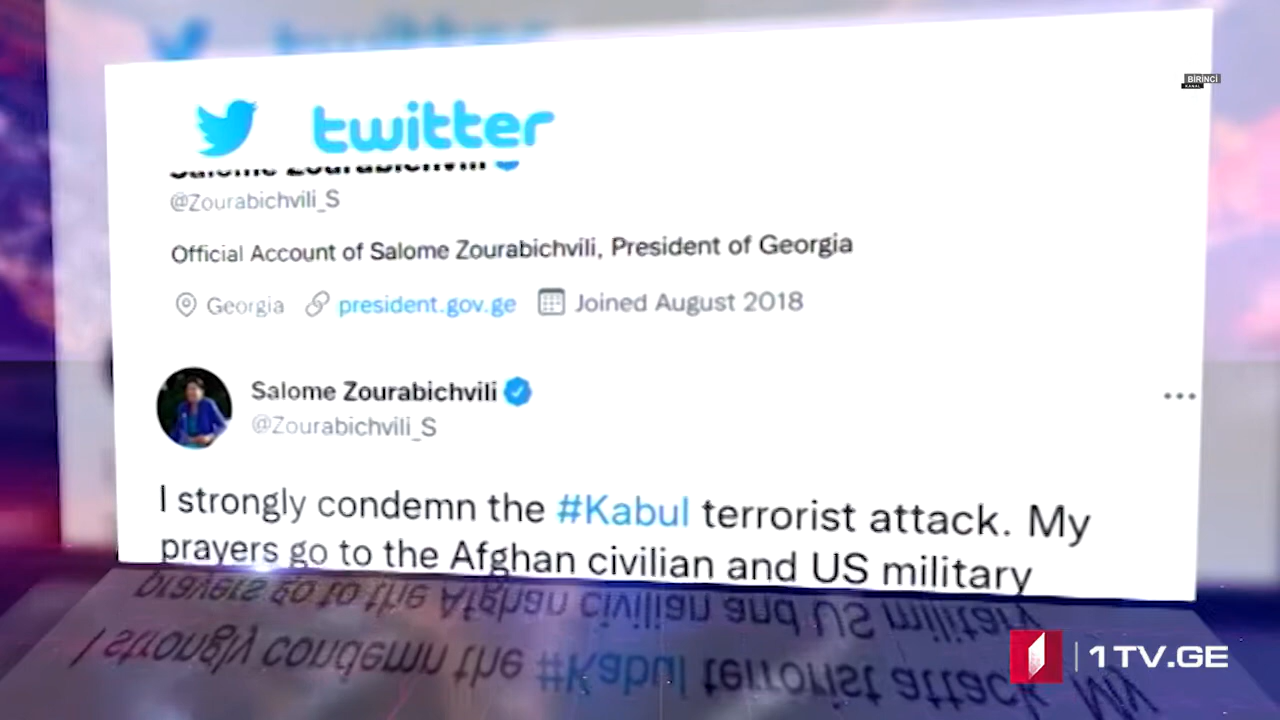 twitter
BİRİNCİ
KANAL
Salome Zourabichvili
@Zourabichvili_S
Official Account of Salome Zourabichvili, President of Georgia
Georgia president.gov.ge Joined August 2018
Salome Zourabichvili
@Zourabichvili_S
I strongly condemn the #Kabul terrorist attack. My
prayers go to the Afghan civilian and US military
1TV.GE